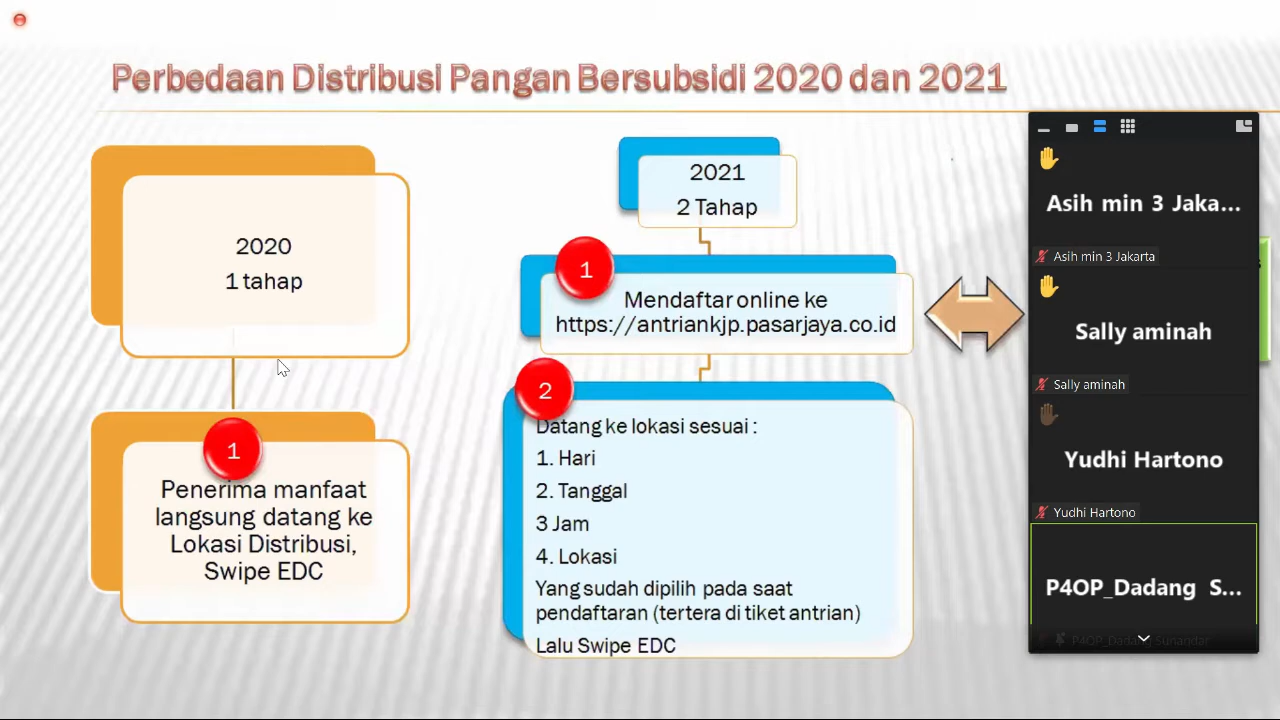 Perbedaan Distribusi Pangan Bersubsidi 2020 dan 2021
2020
1 tahap
1
Penerima manfaat
langsung datang ke
Lokasi Distribusi,
Swipe EDC
2021
2 Tahap
1
Mendaftar online ke
https://antriankjp.pasarjaya.co.id
2
Datang ke lokasi sesuai :
1. Hari
2. Tanggal
3 Jam
4. Lokasi
Yang sudah dipilih pada saat
pendaftaran (tertera di tiket antrian)
Lalu Swipe EDC
Asih min 3 Jaka...
Asih min 3 Jakarta
Sally aminah
Sally aminah
Yudhi Hartono
Yudhi Hartono
P4OP_Dadang S...
P4OP_Dadang Sunaqdar